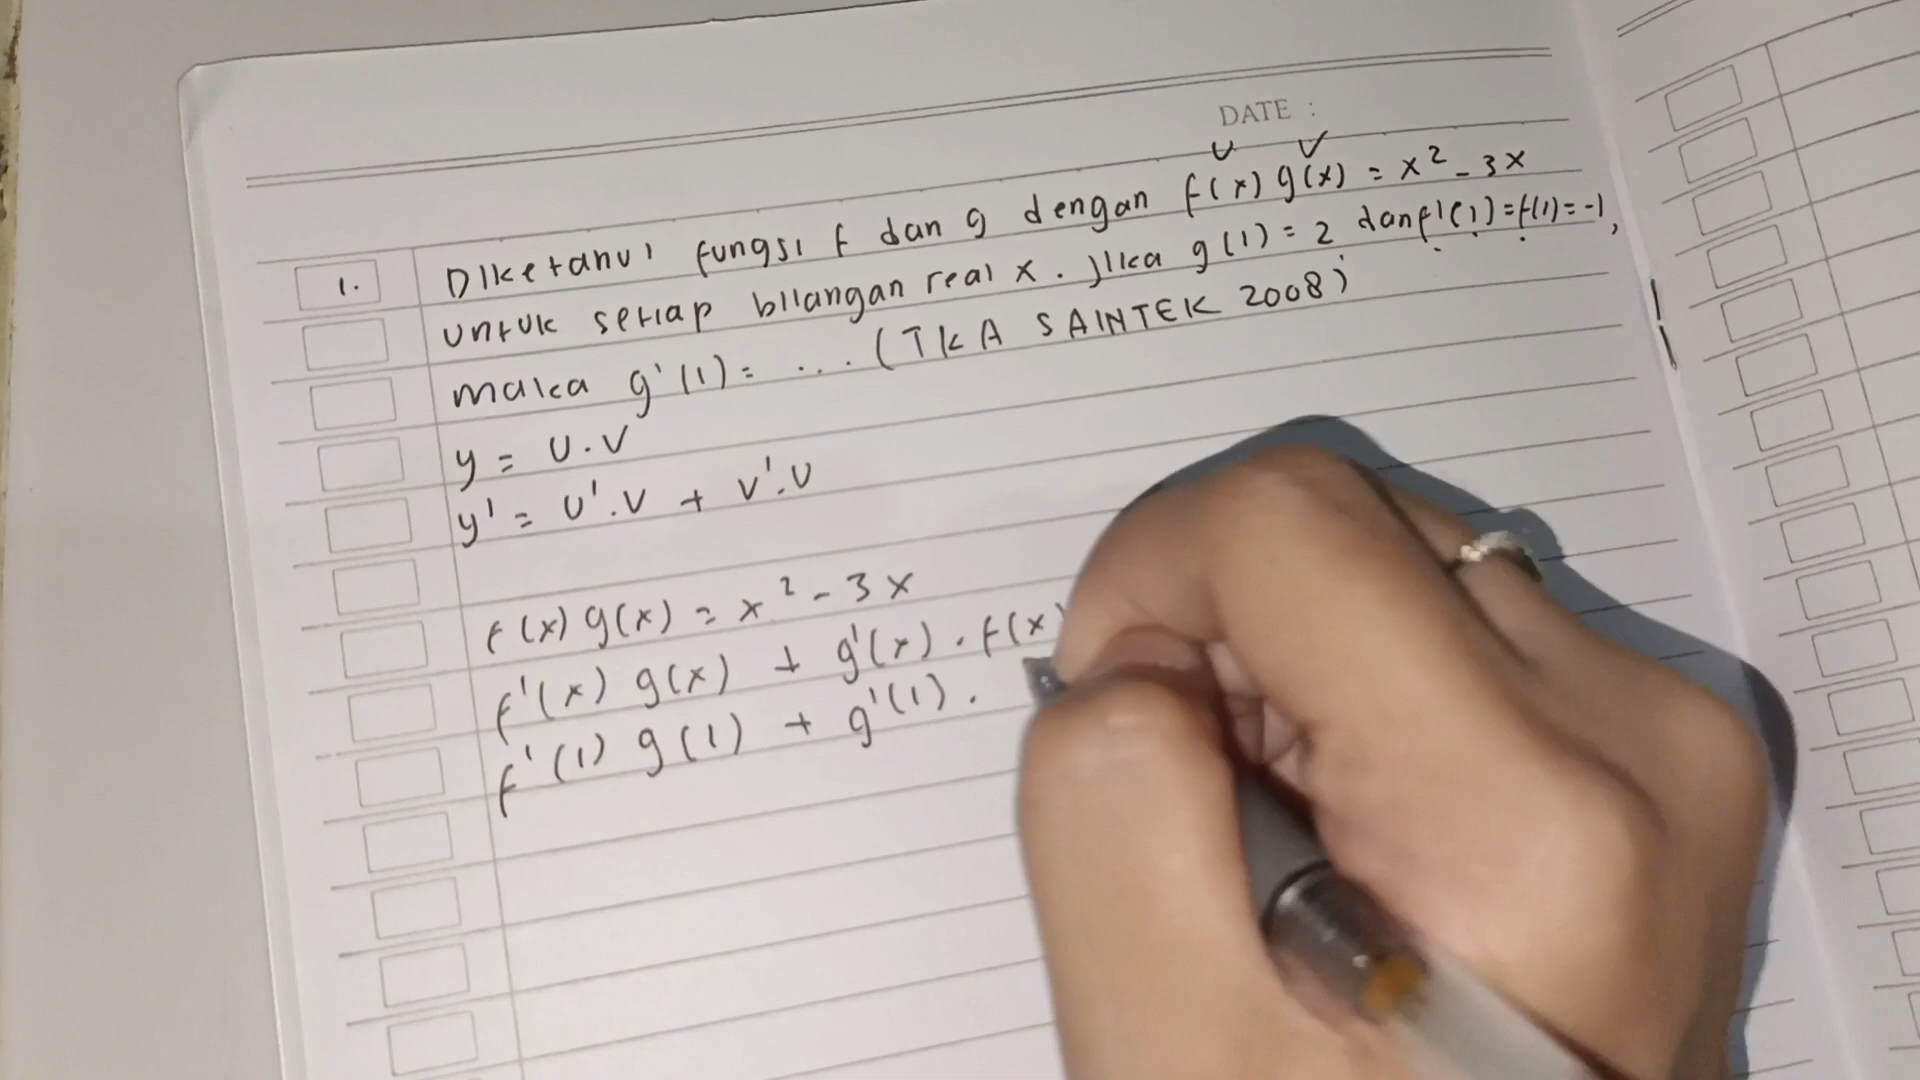 DATE :
U V
1. Diketahui fungsi f dan g dengan f(x) g(x) = x² - 3x
untuk setiap bilangan real x. Jika g(1) = 2 dan f'(1) = f(1) = -1,
maka g'(1) = ... (TKA SAINTEK 2008)
y = U.V
y' = U'.V + V'.U
f(x) g(x) = x² - 3x
f'(x) g(x) + g'(x) . f(x)
f'(1) g(1) + g'(1) .